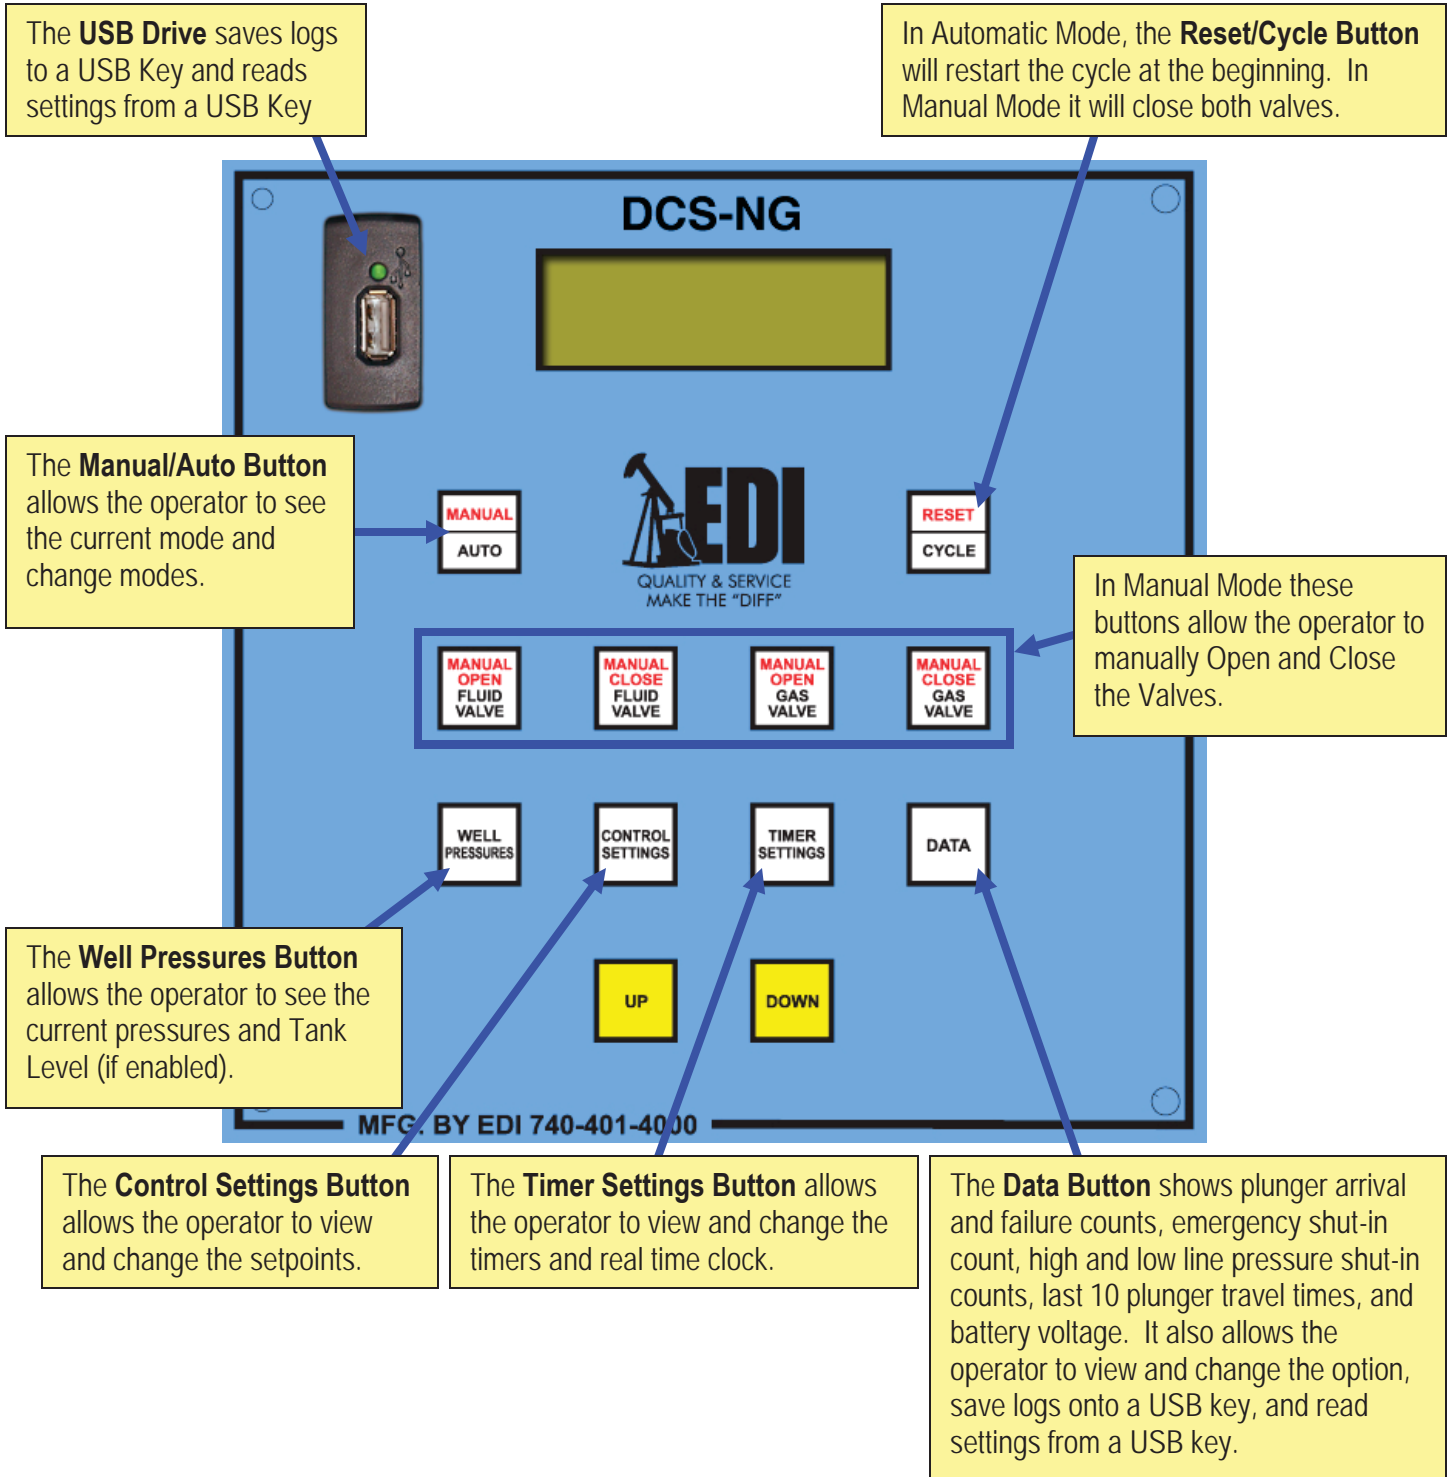 The USB Drive saves logs
to a USB Key and reads
settings from a USB Key
In Automatic Mode, the Reset/Cycle Button
will restart the cycle at the beginning. In
Manual Mode it will close both valves.
DCS-NG
The Manual/Auto Button
allows the operator to see
the current mode and
change modes.
MANUAL
AUTO
EDI
QUALITY & SERVICE
MAKE THE "DIFF"
RESET
CYCLE
In Manual Mode these
buttons allow the operator to
manually Open and Close
the Valves.
MANUAL
OPEN
FLUID
VALVE
MANUAL
CLOSE
FLUID
VALVE
MANUAL
OPEN
GAS
VALVE
MANUAL
CLOSE
GAS
VALVE
WELL
PRESSURES
CONTROL
SETTINGS
TIMER
SETTINGS
DATA
The Well Pressures Button
allows the operator to see the
current pressures and Tank
Level (if enabled).
UP
DOWN
MFG. BY EDI 740-401-4000
The Control Settings Button
allows the operator to view
and change the setpoints.
The Timer Settings Button allows
the operator to view and change the
timers and real time clock.
The Data Button shows plunger arrival
and failure counts, emergency shut-in
count, high and low line pressure shut-in
counts, last 10 plunger travel times, and
battery voltage. It also allows the
operator to view and change the option,
save logs onto a USB key, and read
settings from a USB key.